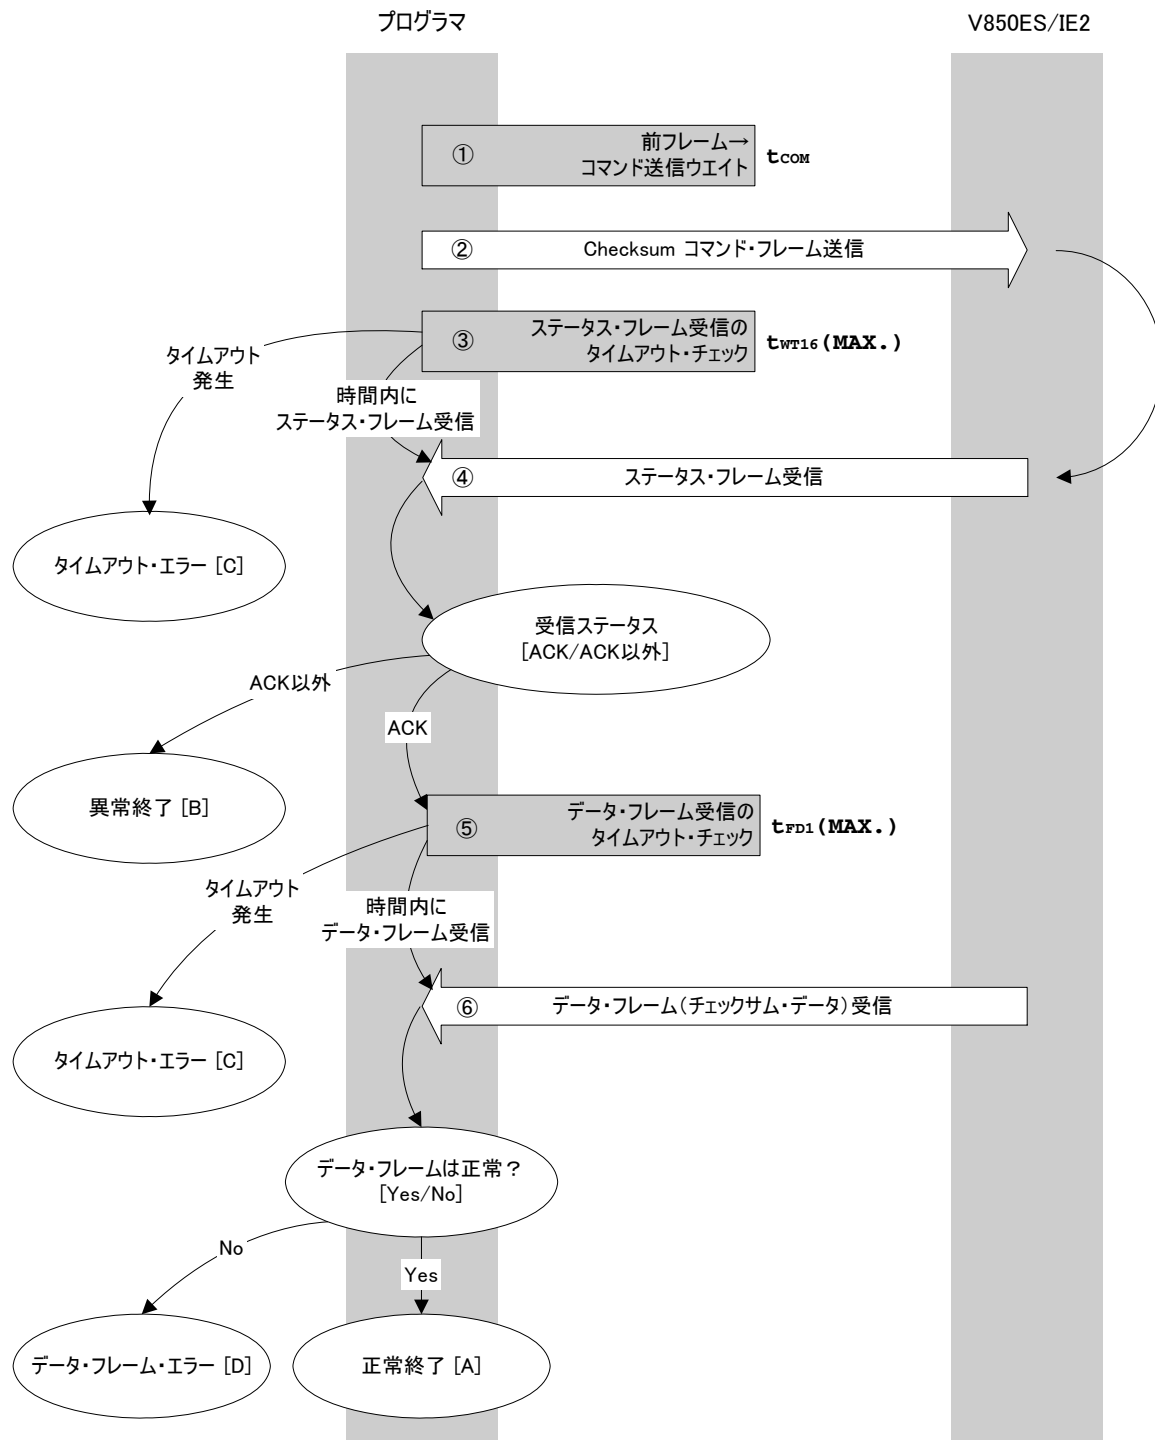 プログラマ
V850ES/IE2
① 前フレーム→
コマンド送信ウエイト
tCOM
② Checksum コマンド・フレーム送信
③ ステータス・フレーム受信の
タイムアウト・チェック
tWT16(MAX.)
タイムアウト
発生
時間内に
ステータス・フレーム受信
④ ステータス・フレーム受信
タイムアウト・エラー [C]
受信ステータス
[ACK/ACK以外]
ACK以外
ACK
異常終了 [B]
⑤ データ・フレーム受信の
タイムアウト・チェック
tFD1(MAX.)
タイムアウト
発生
時間内に
データ・フレーム受信
⑥ データ・フレーム(チェックサム・データ)受信
タイムアウト・エラー [C]
データ・フレームは正常?
[Yes/No]
No
Yes
データ・フレーム・エラー [D]
正常終了 [A]